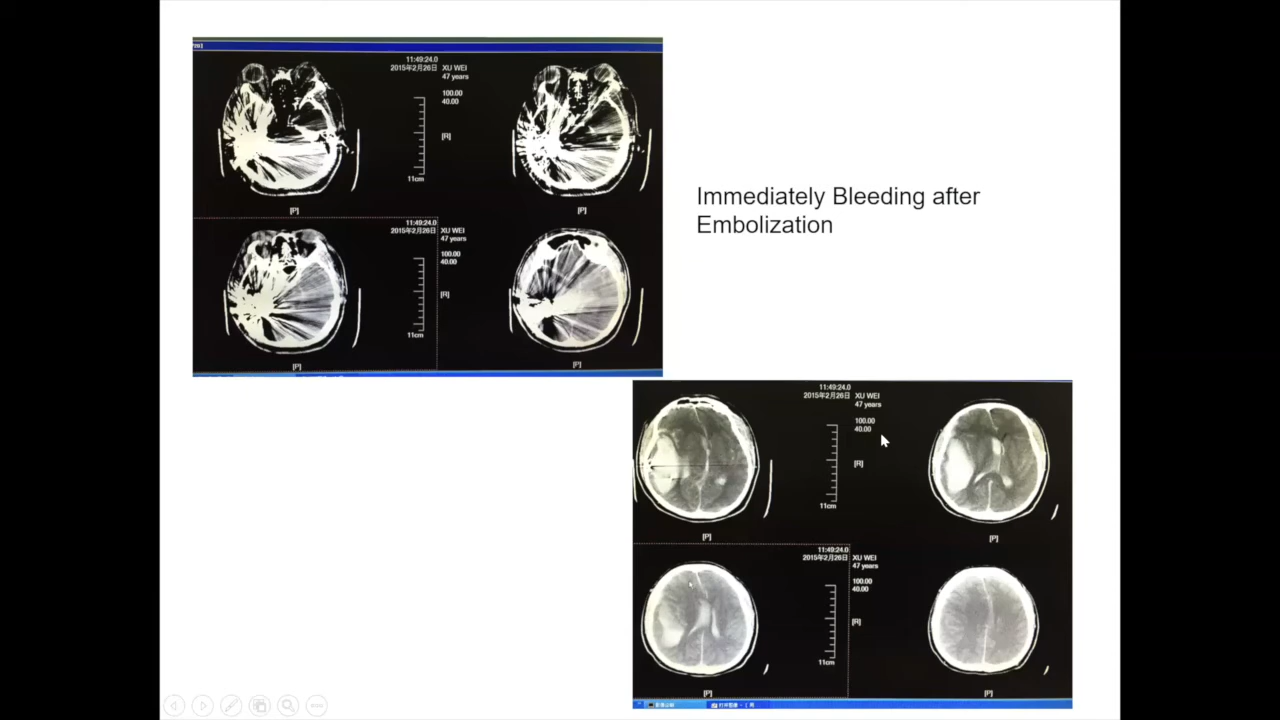 11:49:24.0
2015年2月26日 XU WEI
47 years
100.00
40.00
[R]
11cm
[P]
[P]
11:49:24.0
2015年2月26日 XU WEI
47 years
100.00
40.00
[R]
11cm
[P]
[P]
Immediately Bleeding after
Embolization
11:49:24.0
2015年2月26日 XU WEI
47 years
100.00
40.00
[R]
11cm
[P]
[P]
11:49:24.0
2015年2月26日 XU WEI
47 years
100.00
40.00
[R]
11cm
[P]
[P]